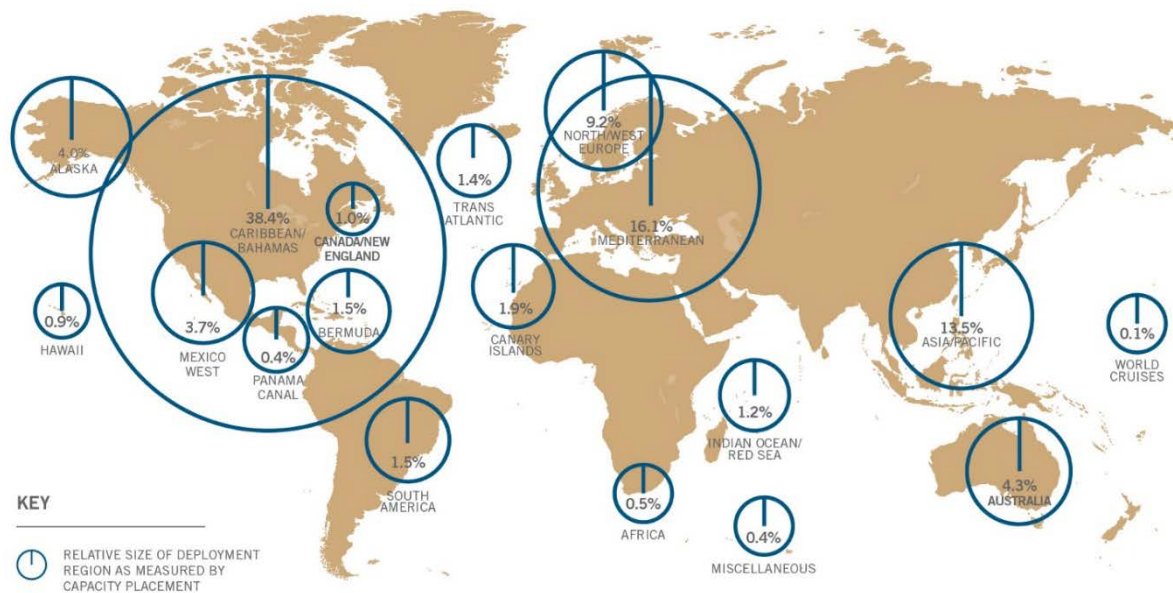 4.0%
ALASKA
38.4%
CARIBBEAN/
BAHAMAS
1.0%
CANADA/NEW
ENGLAND
1.4%
TRANS
ATLANTIC
9.2%
NORTH/WEST
EUROPE
16.1%
MEDITERRANEAN
0.9%
HAWAII
3.7%
MEXICO
WEST
0.4%
PANAMA
CANAL
1.5%
BERMUDA
1.9%
CANARY
ISLANDS
13.5%
ASIA/PACIFIC
0.1%
WORLD
CRUISES
1.5%
SOUTH
AMERICA
1.2%
INDIAN OCEAN/
RED SEA
4.3%
AUSTRALIA
0.5%
AFRICA
0.4%
MISCELLANEOUS
KEY
RELATIVE SIZE OF DEPLOYMENT
REGION AS MEASURED BY
CAPACITY PLACEMENT